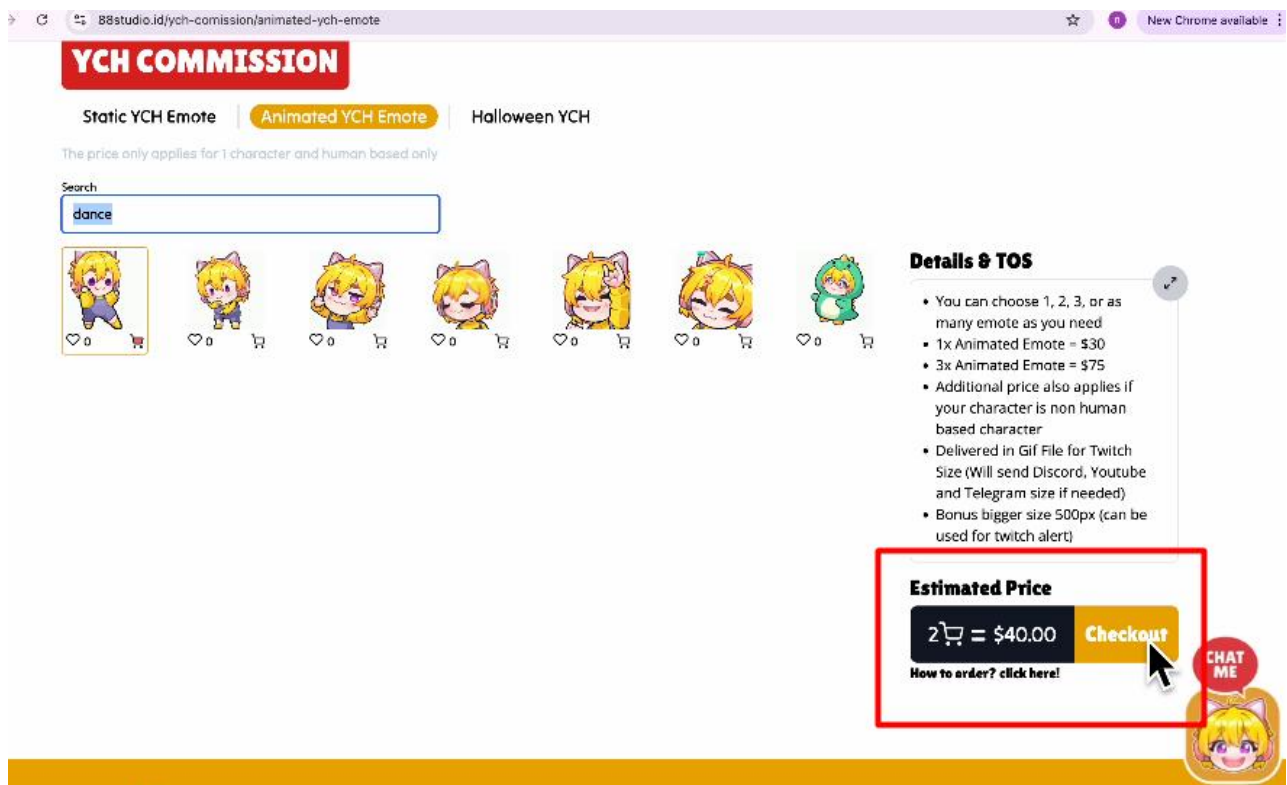 88studio.id/ych-comission/animated-ych-emote
New Chrome available
YCH COMMISSION
Static YCH Emote
Animated YCH Emote
Halloween YCH
The price only applies for 1 character and human based only
Search
dance
0
0
0
0
0
0
0
Details & TOS
• You can choose 1, 2, 3, or as
many emote as you need
• 1x Animated Emote = $30
• 3x Animated Emote = $75
• Additional price also applies if
your character is non human
based character
• Delivered in Gif File for Twitch
Size (Will send Discord, Youtube
and Telegram size if needed)
• Bonus bigger size 500px (can be
used for twitch alert)
Estimated Price
2 = $40.00
Checkout
How to order? click here!
CHAT
ME